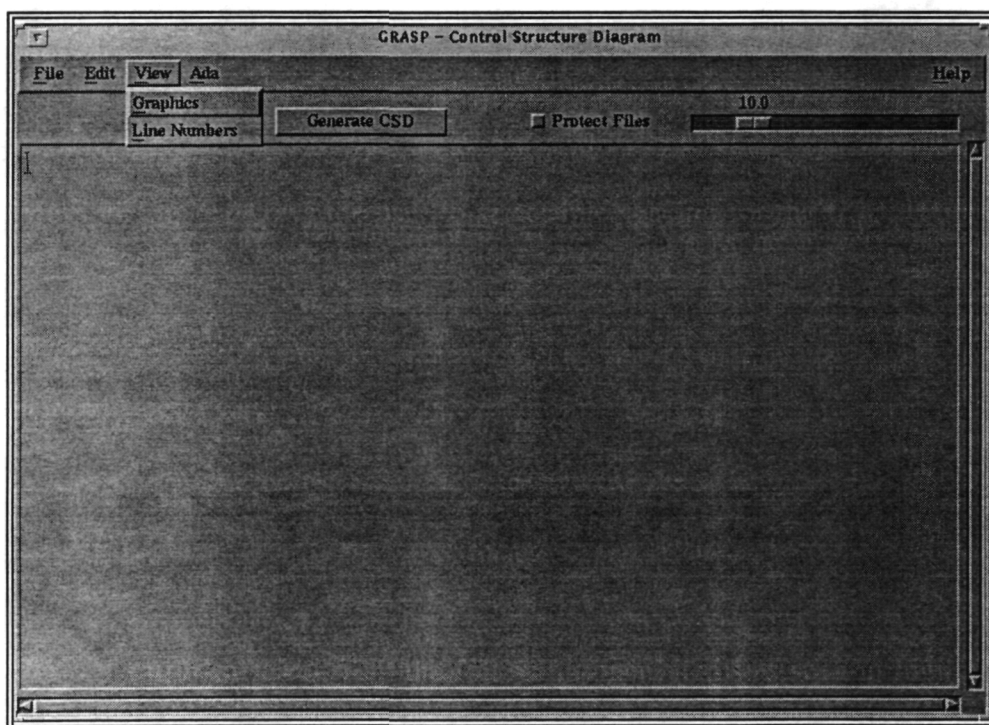 GRASP - Control Structure Diagram
File Edit View Ada Help
Graphics
Line Numbers
Generate CSD
Protect Files
10.0